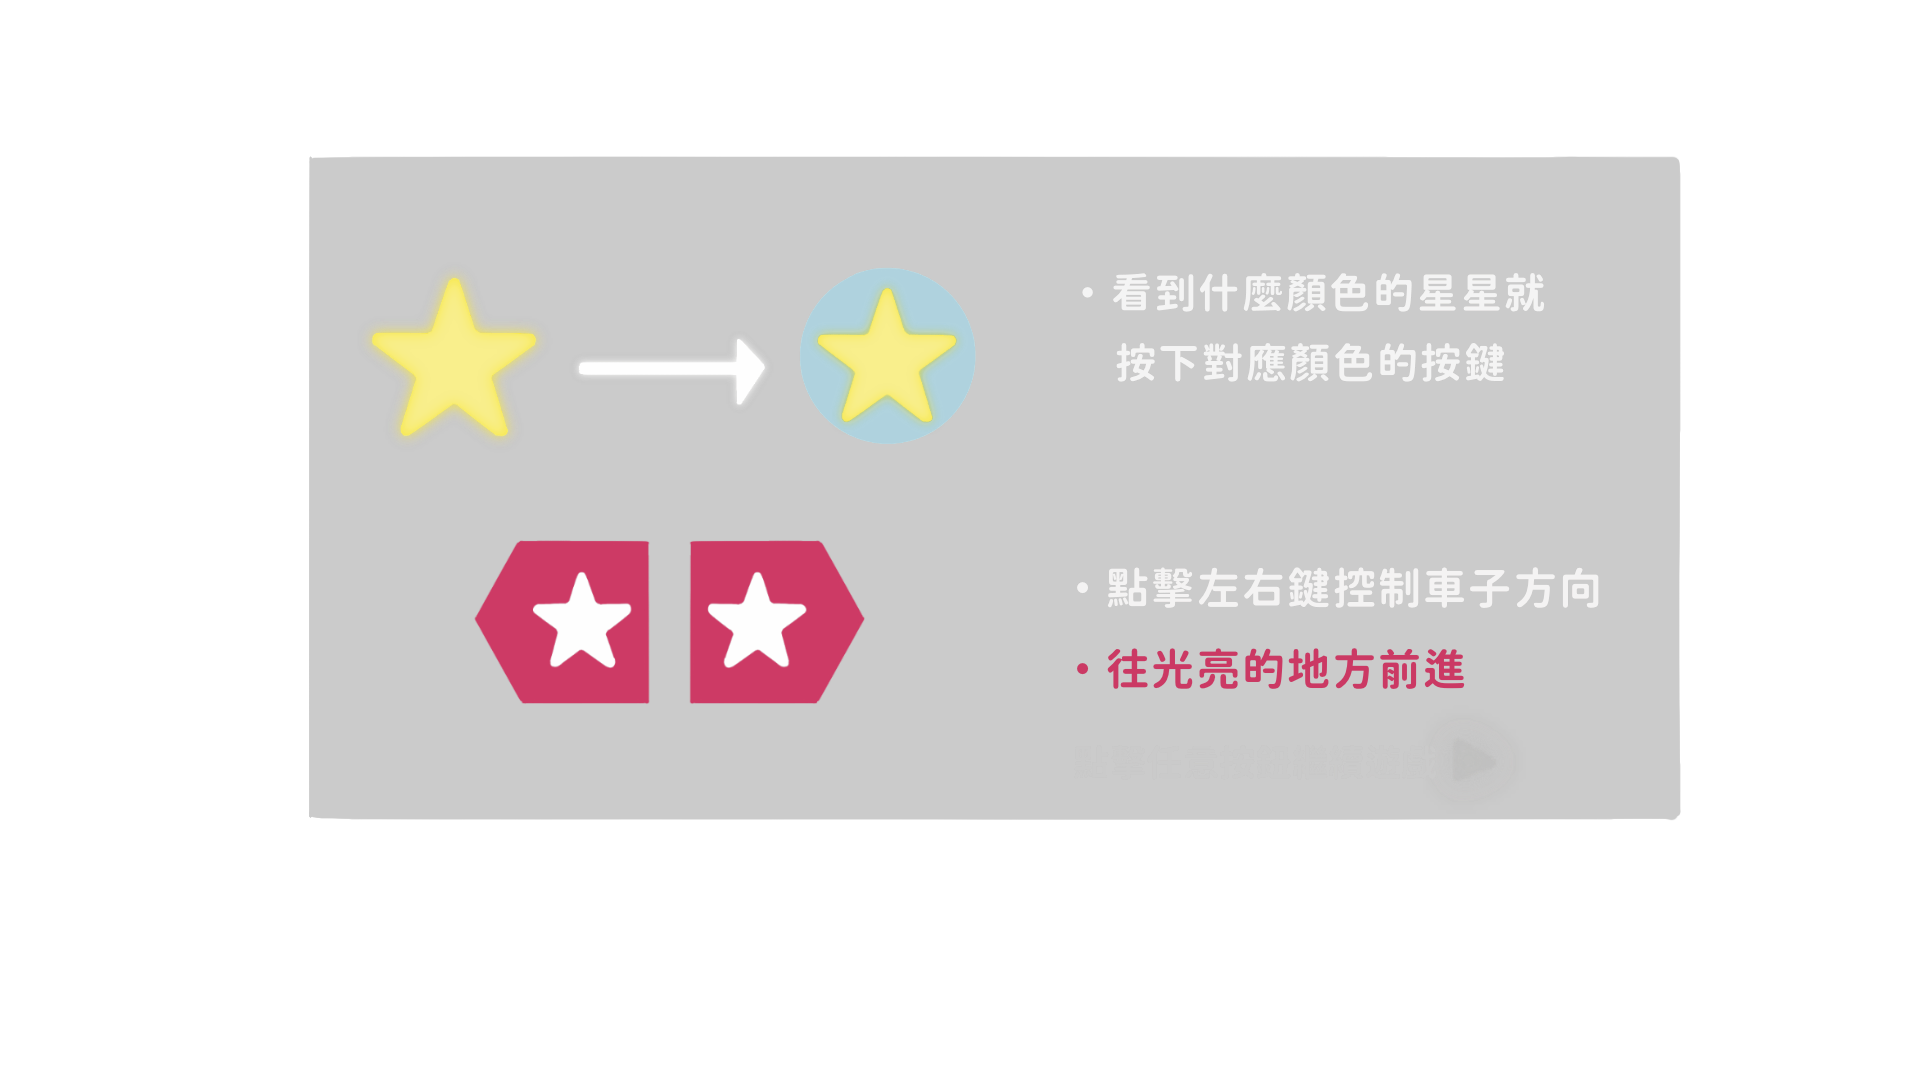 • 看到什麼顏色的星星就
按下對應顏色的按鍵
• 點擊左右鍵控制車子方向
• 往光亮的地方前進